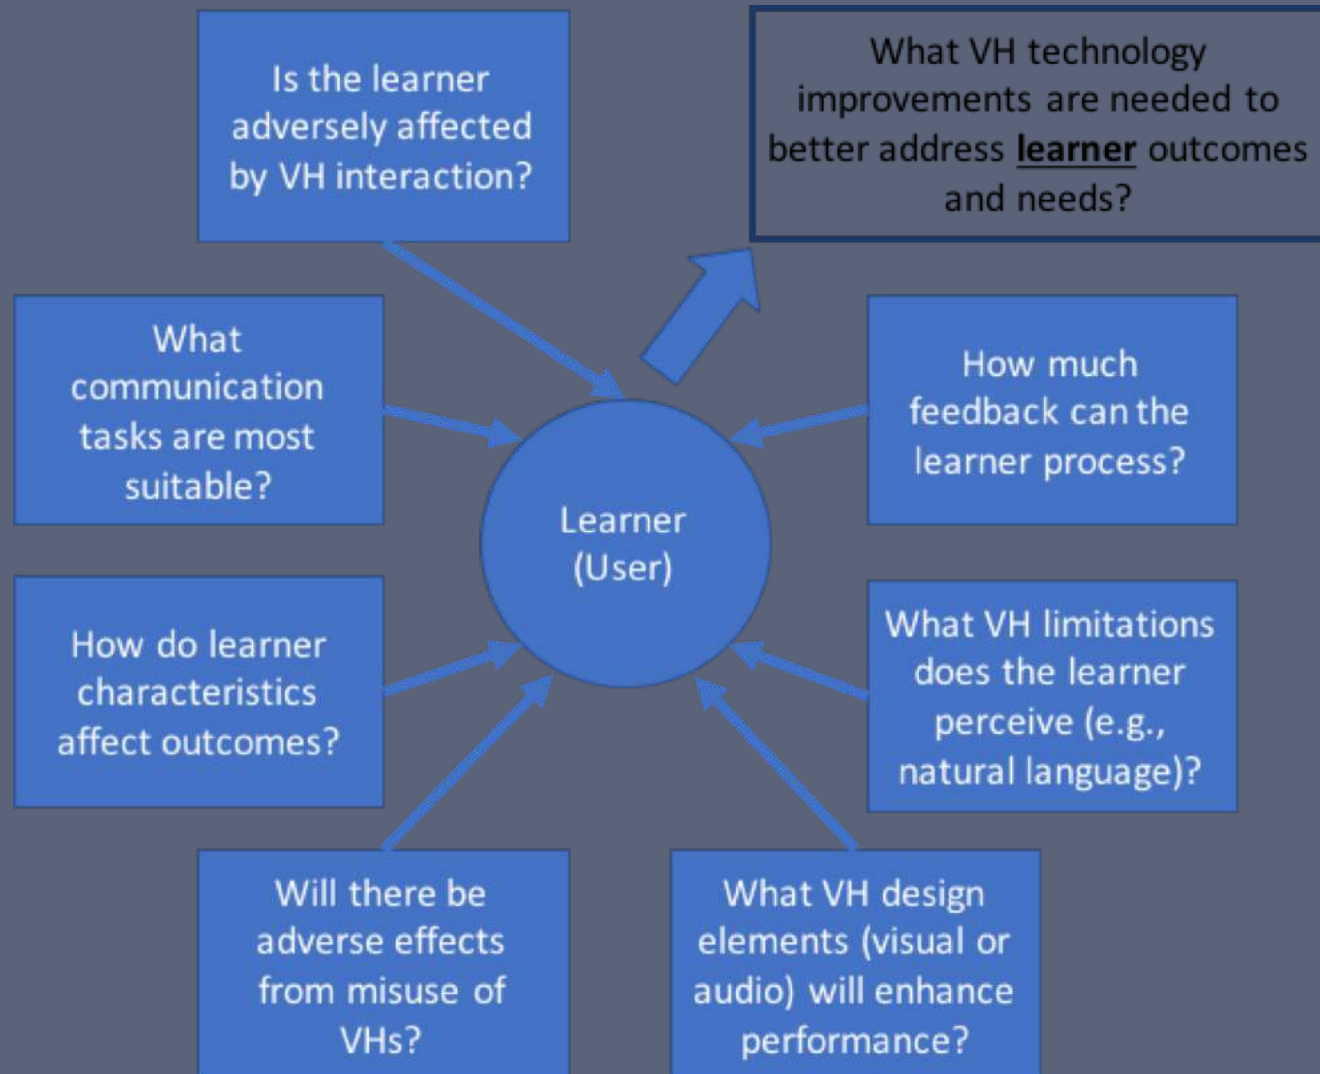 Is the learner
adversely affected
by VH interaction?
What VH technology
improvements are needed to
better address learner outcomes
and needs?
What
communication
tasks are most
suitable?
How much
feedback can the
learner process?
Learner
(User)
How do learner
characteristics
affect outcomes?
What VH limitations
does the learner
perceive (e.g.,
natural language)?
Will there be
adverse effects
from misuse of
VHs?
What VH design
elements (visual or
audio) will enhance
performance?